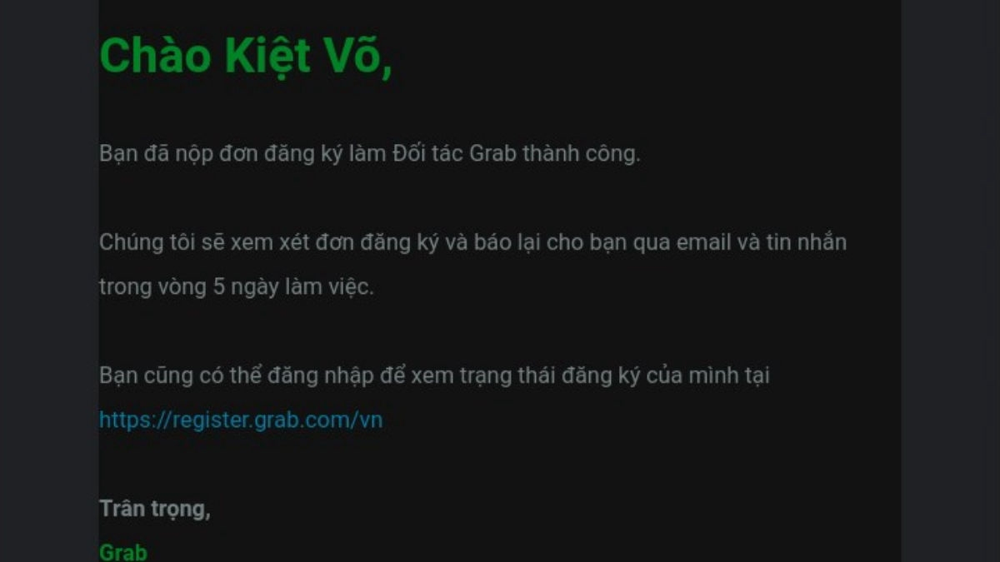 Chào Kiệt Võ,
Bạn đã nộp đơn đăng ký làm Đối tác Grab thành công.
Chúng tôi sẽ xem xét đơn đăng ký và báo lại cho bạn qua email và tin nhắn
trong vòng 5 ngày làm việc.
Bạn cũng có thể đăng nhập để xem trạng thái đăng ký của mình tại
https://register.grab.com/vn
Trân trọng,
Grab